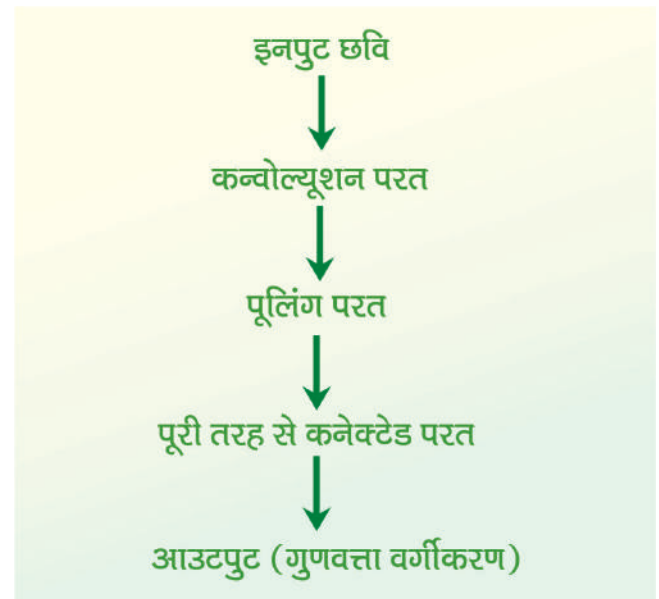 इनपुट छवि
कन्वोल्यूशन परत
पूलिंग परत
पूरी तरह से कनेक्टेड परत
आउटपुट (गुणवत्ता वर्गीकरण)